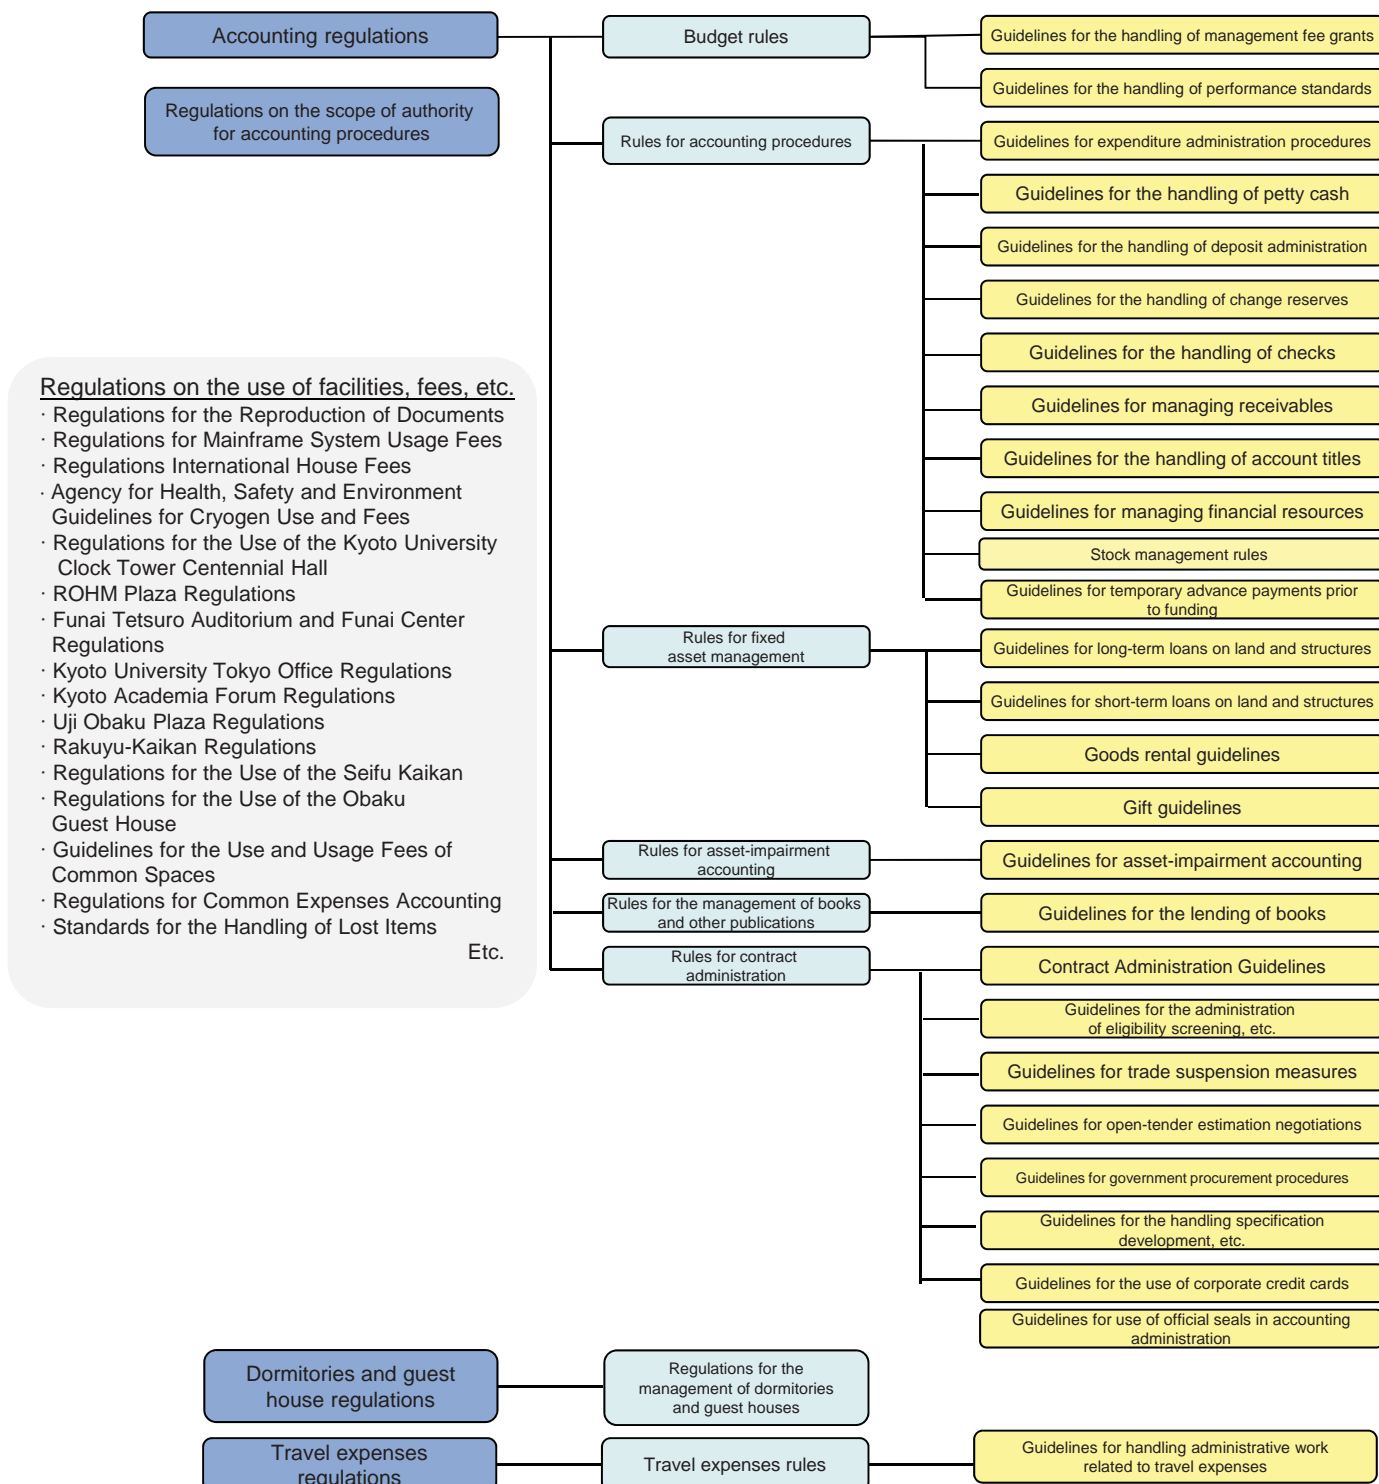 Accounting regulations
Regulations on the scope of authority
for accounting procedures
Regulations on the use of facilities, fees, etc.
· Regulations for the Reproduction of Documents
· Regulations for Mainframe System Usage Fees
· Regulations International House Fees
· Agency for Health, Safety and Environment
Guidelines for Cryogen Use and Fees
· Regulations for the Use of the Kyoto University
Clock Tower Centennial Hall
· ROHM Plaza Regulations
· Funai Tetsuro Auditorium and Funai Center
Regulations
· Kyoto University Tokyo Office Regulations
· Kyoto Academia Forum Regulations
· Uji Obaku Plaza Regulations
· Rakuyu-Kaikan Regulations
· Regulations for the Use of the Seifu Kaikan
· Regulations for the Use of the Obaku
Guest House
· Guidelines for the Use and Usage Fees of
Common Spaces
· Regulations for Common Expenses Accounting
· Standards for the Handling of Lost Items
Etc.
Budget rules
Guidelines for the handling of management fee grants
Guidelines for the handling of performance standards
Rules for accounting procedures
Guidelines for expenditure administration procedures
Guidelines for the handling of petty cash
Guidelines for the handling of deposit administration
Guidelines for the handling of change reserves
Guidelines for the handling of checks
Guidelines for managing receivables
Guidelines for the handling of account titles
Guidelines for managing financial resources
Stock management rules
Guidelines for temporary advance payments prior
to funding
Rules for fixed
asset management
Guidelines for long-term loans on land and structures
Guidelines for short-term loans on land and structures
Goods rental guidelines
Gift guidelines
Rules for asset-impairment
accounting
Guidelines for asset-impairment accounting
Rules for the management of books
and other publications
Guidelines for the lending of books
Rules for contract
administration
Contract Administration Guidelines
Guidelines for the administration
of eligibility screening, etc.
Guidelines for trade suspension measures
Guidelines for open-tender estimation negotiations
Guidelines for government procurement procedures
Guidelines for the handling specification
development, etc.
Guidelines for the use of corporate credit cards
Guidelines for use of official seals in accounting
administration
Dormitories and guest
house regulations
Regulations for the
management of dormitories
and guest houses
Travel expenses
regulations
Travel expenses rules
Guidelines for handling administrative work
related to travel expenses